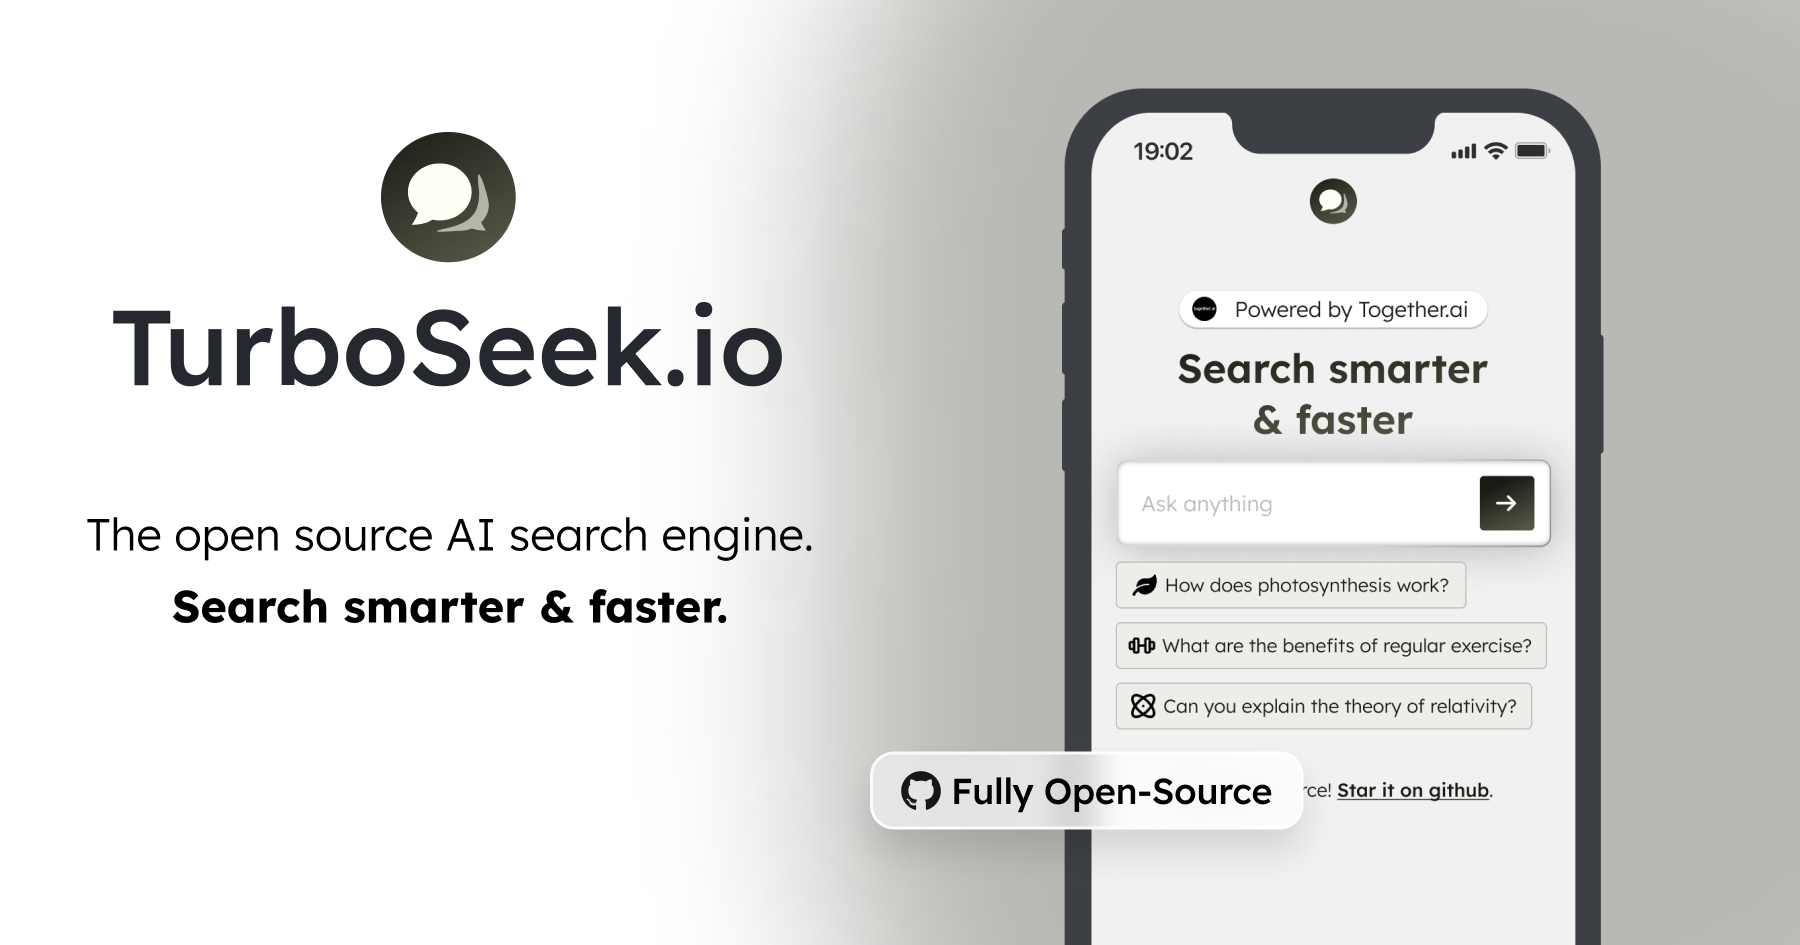 TurboSeek.io
The open source AI search engine.
Search smarter & faster.
19:02
together.ai
Powered by Together.ai
Search smarter
& faster
Ask anything
How does photosynthesis work?
What are the benefits of regular exercise?
Can you explain the theory of relativity?
Fully Open-Source
rce! Star it on github.